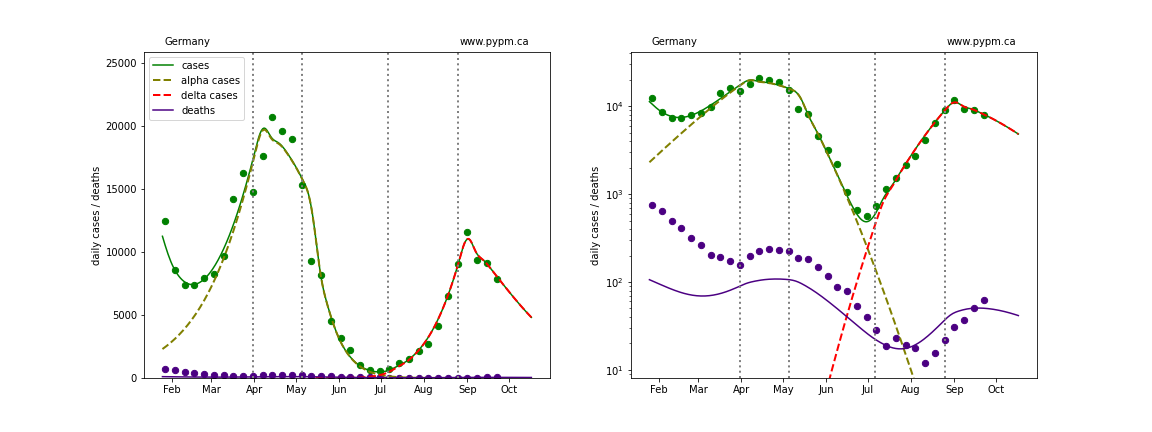 Germany www.pypm.ca
25000
20000
15000
10000
5000
0
daily cases / deaths
cases
alpha cases
delta cases
deaths
Feb Mar Apr May Jun Jul Aug Sep Oct
Germany www.pypm.ca
10⁴
10³
10²
10¹
daily cases / deaths
Feb Mar Apr May Jun Jul Aug Sep Oct